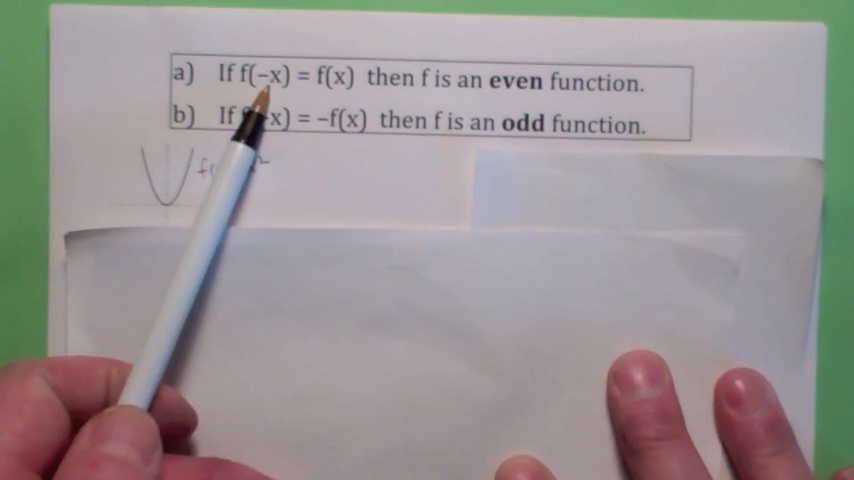 a) If f(−x) = f(x) then f is an even function.
b) If x) = −f(x) then f is an odd function.